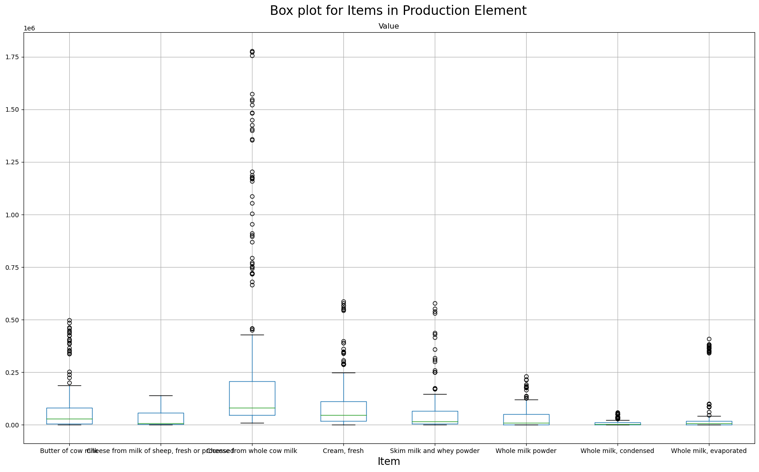 Box plot for Items in Production Element
Value
1e6
1.75
1.50
1.25
1.00
0.75
0.50
0.25
0.00
Butter of cow milk Cheese from milk of sheep, fresh or processed Cheese from whole cow milk Cream, fresh Skim milk and whey powder Whole milk powder Whole milk, condensed Whole milk, evaporated
Item